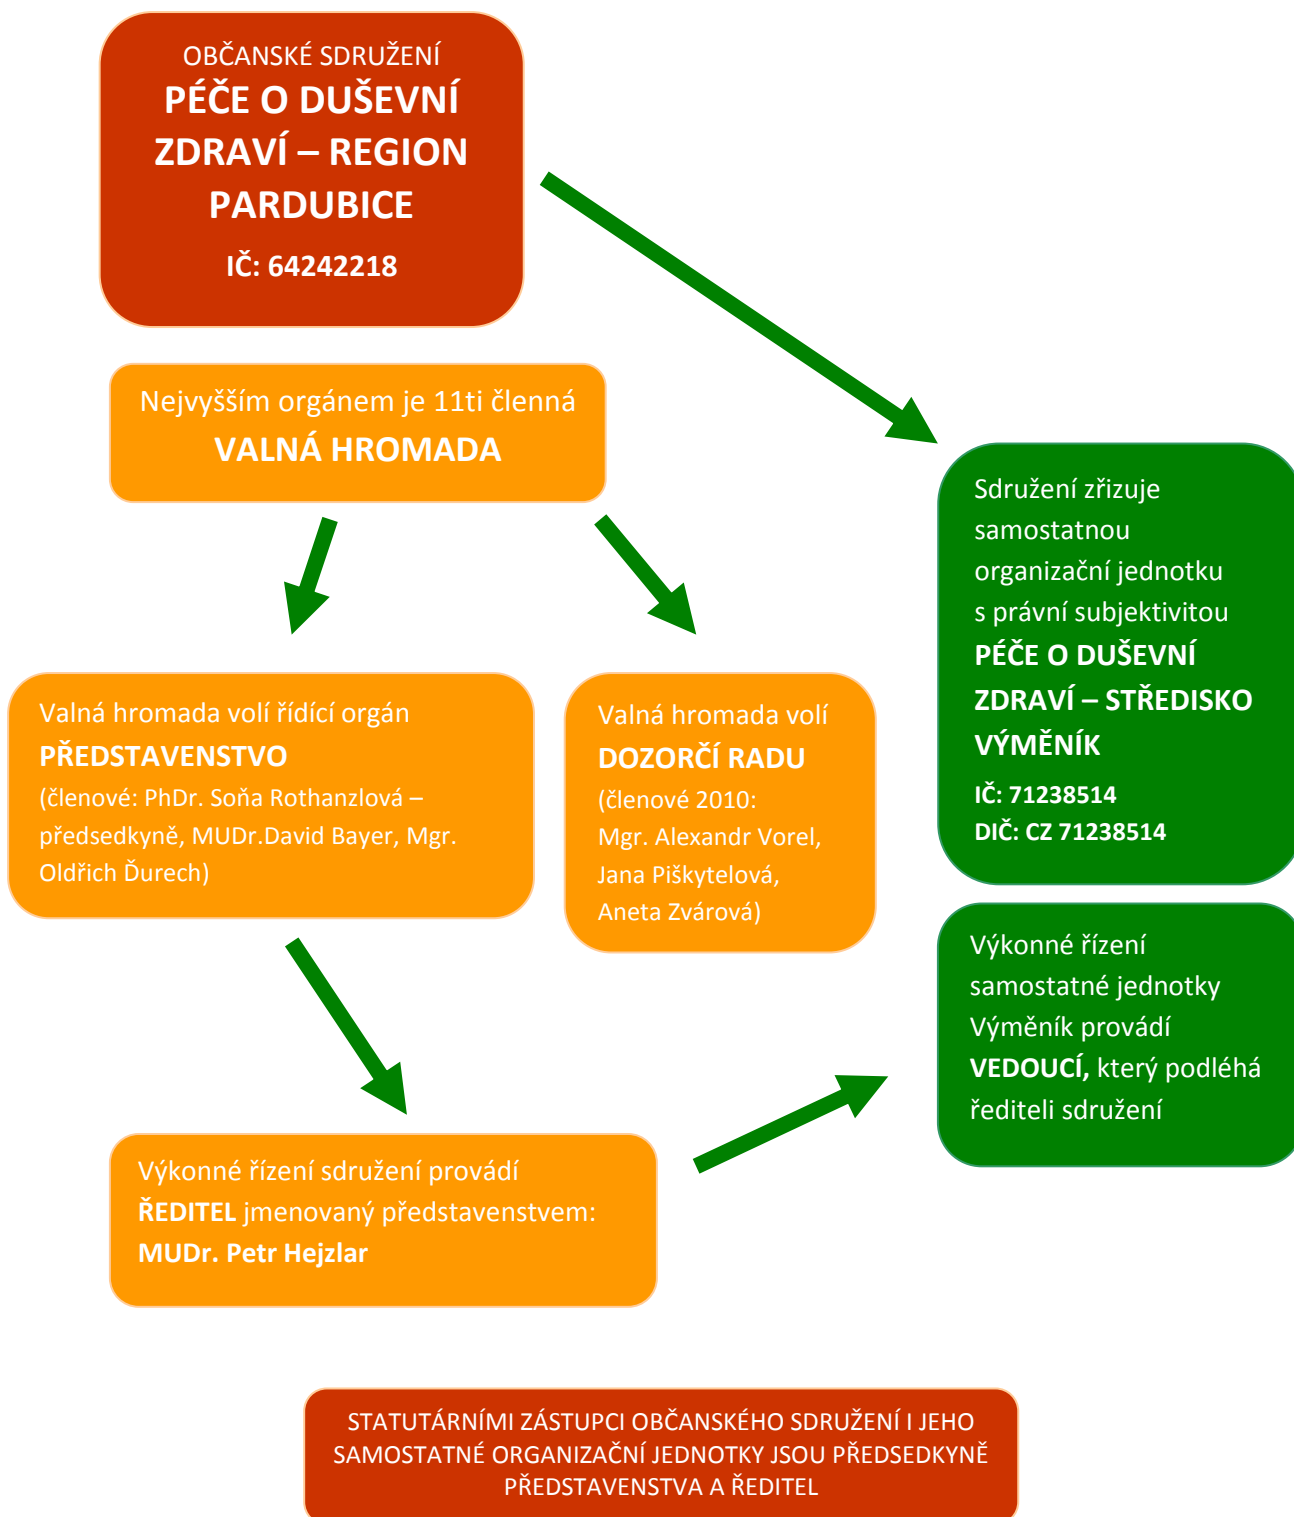 OBČANSKÉ SDRUŽENÍ
PÉČE O DUŠEVNÍ
ZDRAVÍ – REGION
PARDUBICE
IČ: 64242218
Nejvyšším orgánem je 11ti členná
VALNÁ HROMADA
Sdružení zřizuje
samostatnou
organizační jednotku
s právní subjektivitou
PÉČE O DUŠEVNÍ
ZDRAVÍ – STŘEDISKO
VÝMĚNÍK
IČ: 71238514
DIČ: CZ 71238514
Valná hromada volí řídící orgán
PŘEDSTAVENSTVO
(členové: PhDr. Soňa Rothanzlová –
předsedkyně, MUDr.David Bayer, Mgr.
Oldřich Ďurech)
Valná hromada volí
DOZORČÍ RADU
(členové 2010:
Mgr. Alexandr Vorel,
Jana Piškytelová,
Aneta Zvárová)
Výkonné řízení
samostatné jednotky
Výměník provádí
VEDOUCÍ, který podléhá
řediteli sdružení
Výkonné řízení sdružení provádí
ŘEDITEL jmenovaný představenstvem:
MUDr. Petr Hejzlar
STATUTÁRNÍMI ZÁSTUPCI OBČANSKÉHO SDRUŽENÍ I JEHO
SAMOSTATNÉ ORGANIZAČNÍ JEDNOTKY JSOU PŘEDSEDKYNĚ
PŘEDSTAVENSTVA A ŘEDITEL